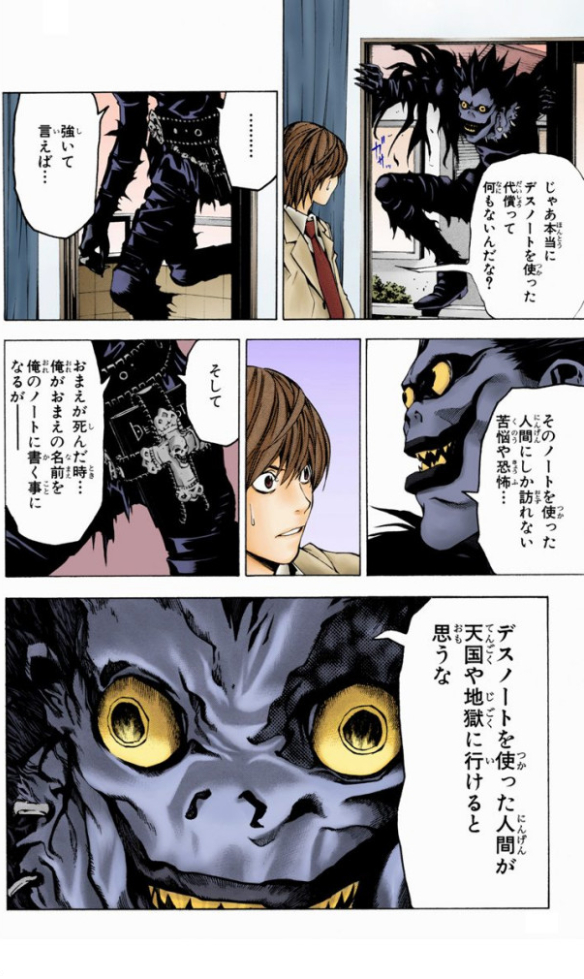 じゃあ本当に
デスノートを使った
代償って
何もないんだな？
………
強いて
言えば…
そのノートを使った
人間にしか訪れない
苦悩や恐怖…
そして
おまえが死んだ時…
俺がおまえの名前を
俺のノートに書く事に
なるが――
デスノートを使った人間が
天国や地獄に行けると
思うな